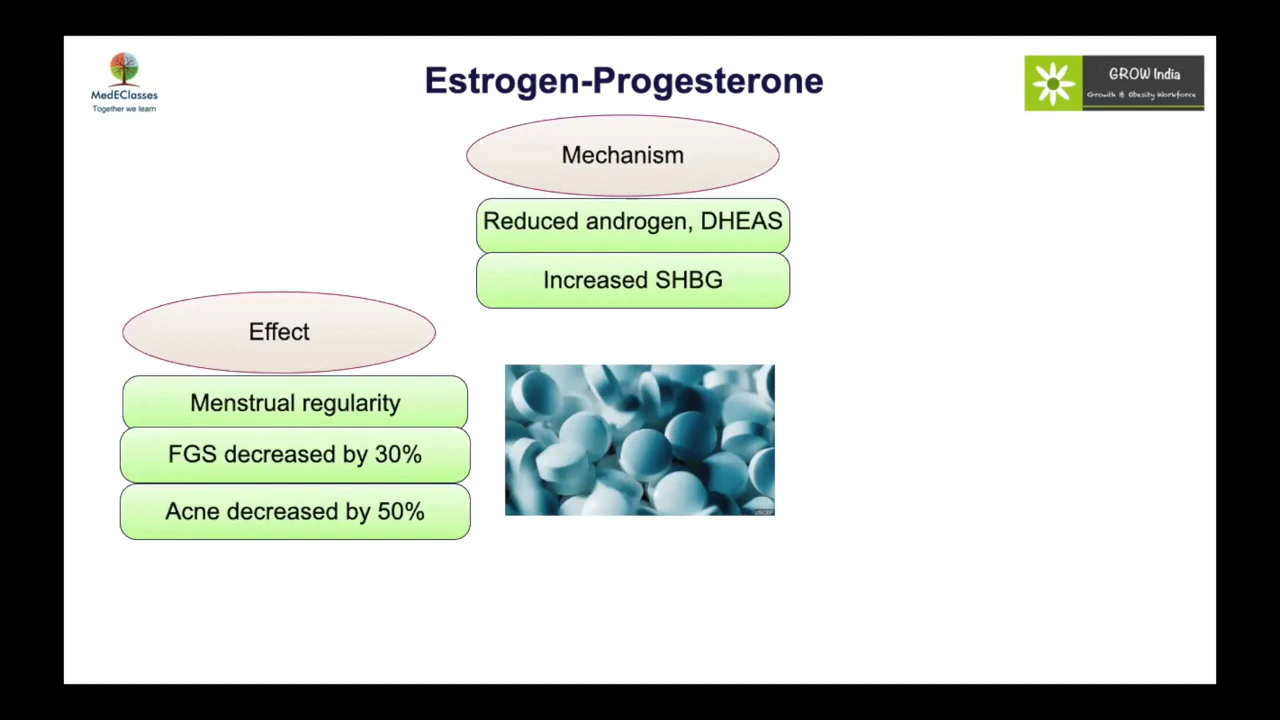 MedEClasses
Together we learn
Estrogen-Progesterone
GROW India
Growth & Obesity Workforce
Mechanism
Reduced androgen, DHEAS
Increased SHBG
Effect
Menstrual regularity
FGS decreased by 30%
Acne decreased by 50%